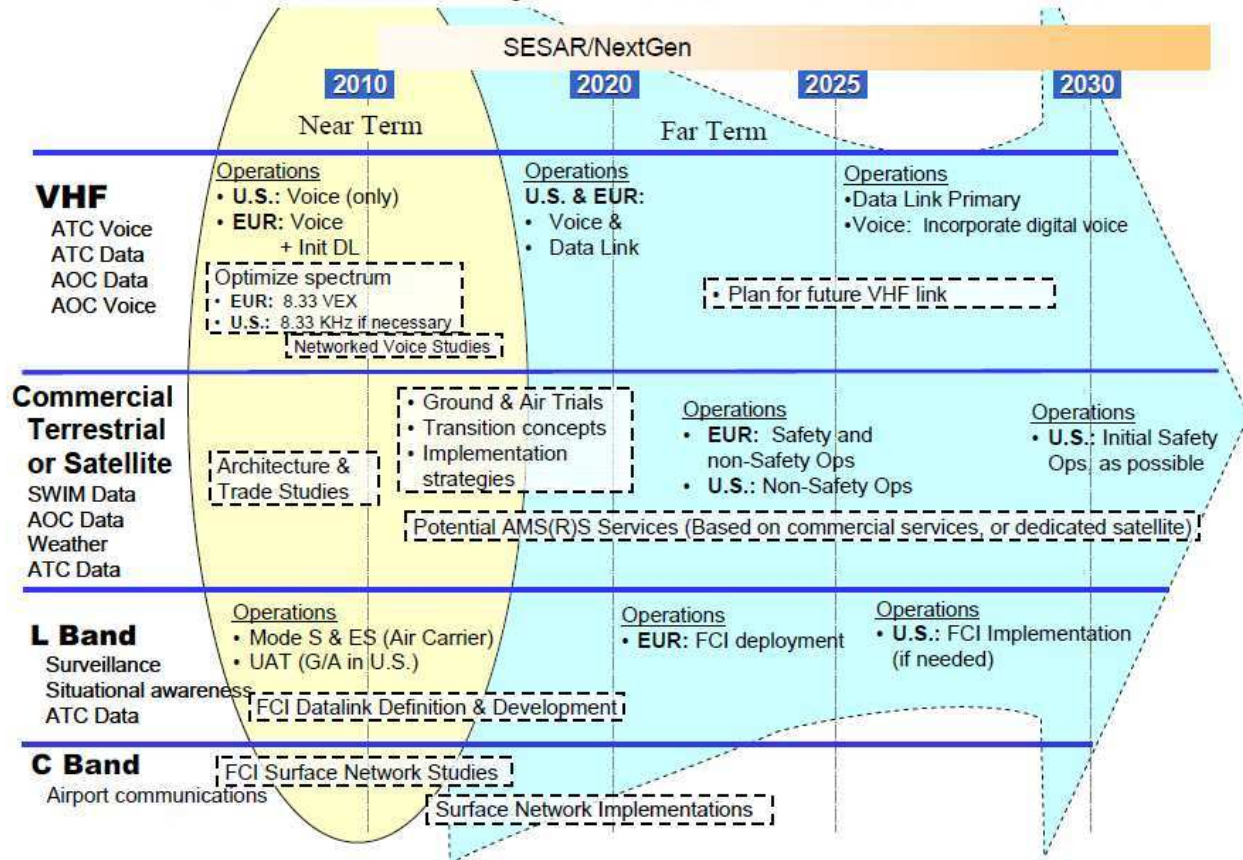 SESAR/NextGen
2010
2020
2025
2030
Near Term
Far Term
VHF
ATC Voice
ATC Data
AOC Data
AOC Voice
Operations
• U.S.: Voice (only)
• EUR: Voice
+ Init DL
Optimize spectrum
• EUR: 8.33 VEX
• U.S.: 8.33 KHz if necessary
Networked Voice Studies
Operations
U.S. & EUR:
• Voice &
• Data Link
Operations
•Data Link Primary
•Voice: Incorporate digital voice
• Plan for future VHF link
Commercial
Terrestrial
or Satellite
SWIM Data
AOC Data
Weather
ATC Data
Architecture &
Trade Studies
• Ground & Air Trials
• Transition concepts
• Implementation
strategies
Operations
• EUR: Safety and
non-Safety Ops
• U.S.: Non-Safety Ops
Operations
• U.S.: Initial Safety
Ops, as possible
Potential AMS(R)S Services (Based on commercial services, or dedicated satellite)
L Band
Surveillance
Situational awareness
ATC Data
Operations
• Mode S & ES (Air Carrier)
• UAT (G/A in U.S.)
FCI Datalink Definition & Development
Operations
• EUR: FCI deployment
Operations
• U.S.: FCI Implementation
(if needed)
C Band
Airport communications
FCI Surface Network Studies
Surface Network Implementations